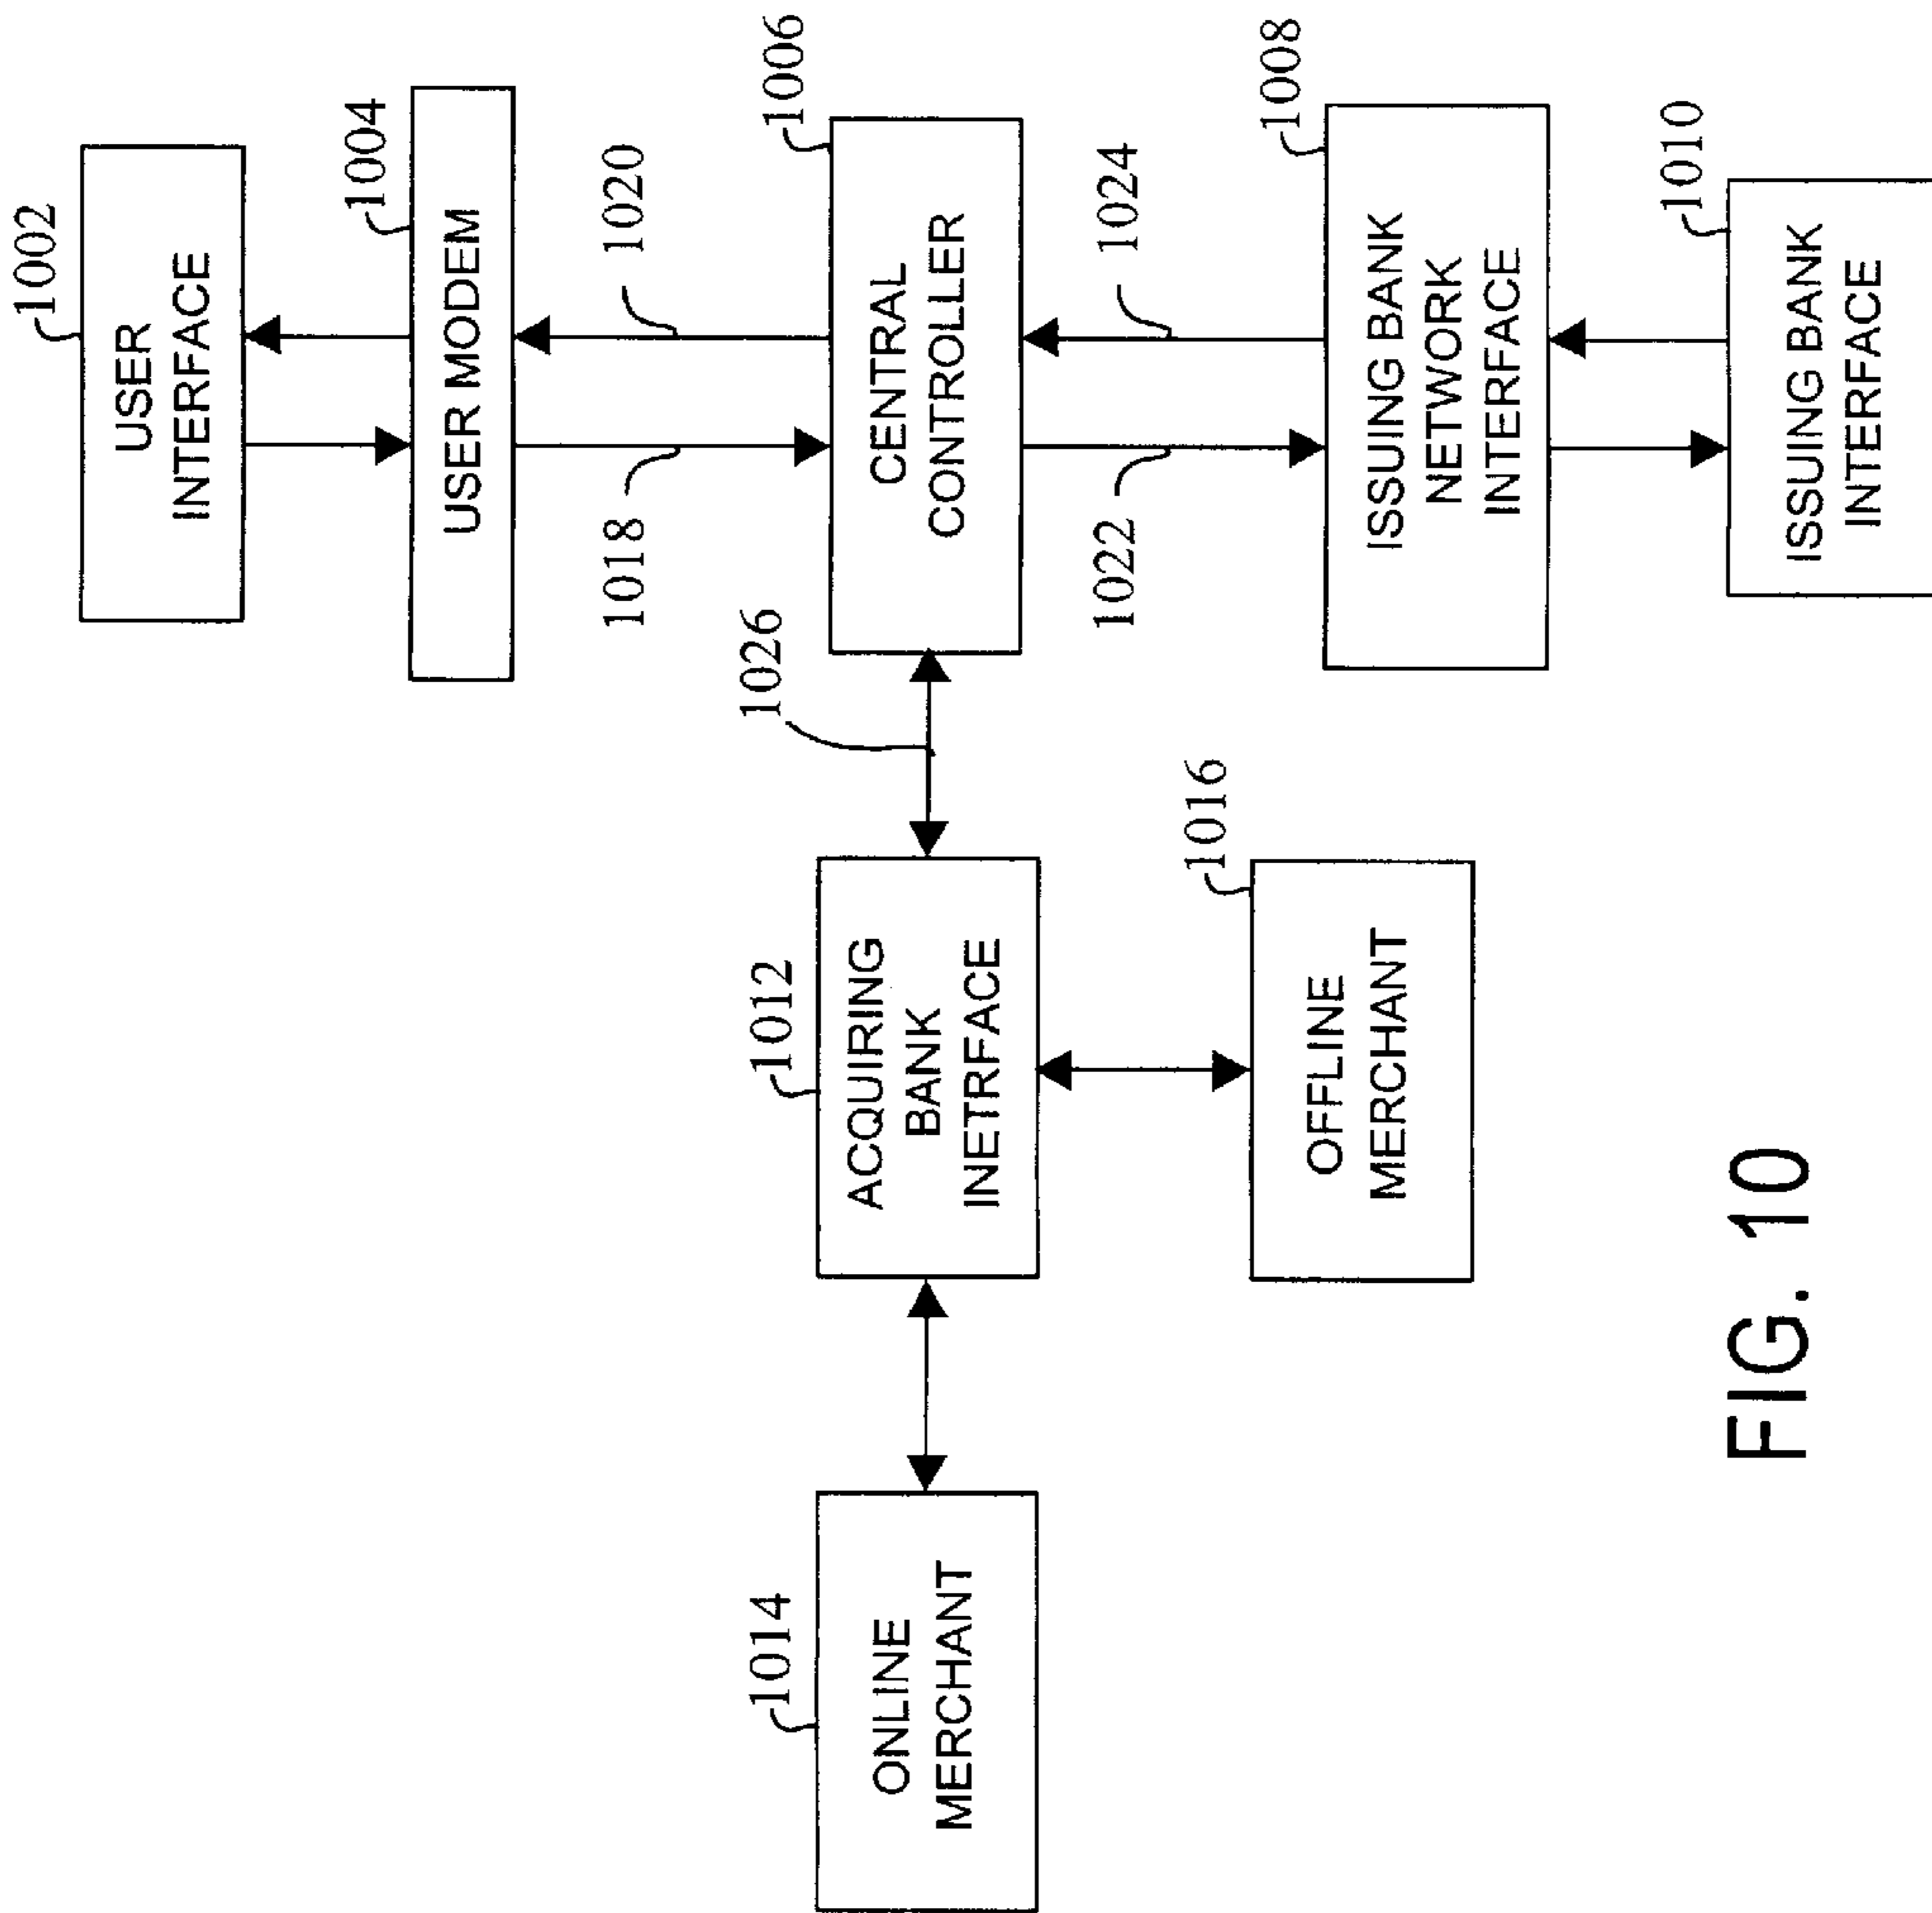 1002
USER
INTERFACE
1004
USER MODEM
1018
1020
1006
CENTRAL
CONTROLLER
1022
1024
1008
ISSUING BANK
NETWORK
INTERFACE
1010
ISSUING BANK
INTERFACE
1026
1012
ACQUIRING
BANK
INETRFACE
1016
OFFLINE
MERCHANT
1014
ONLINE
MERCHANT
FIG. 10